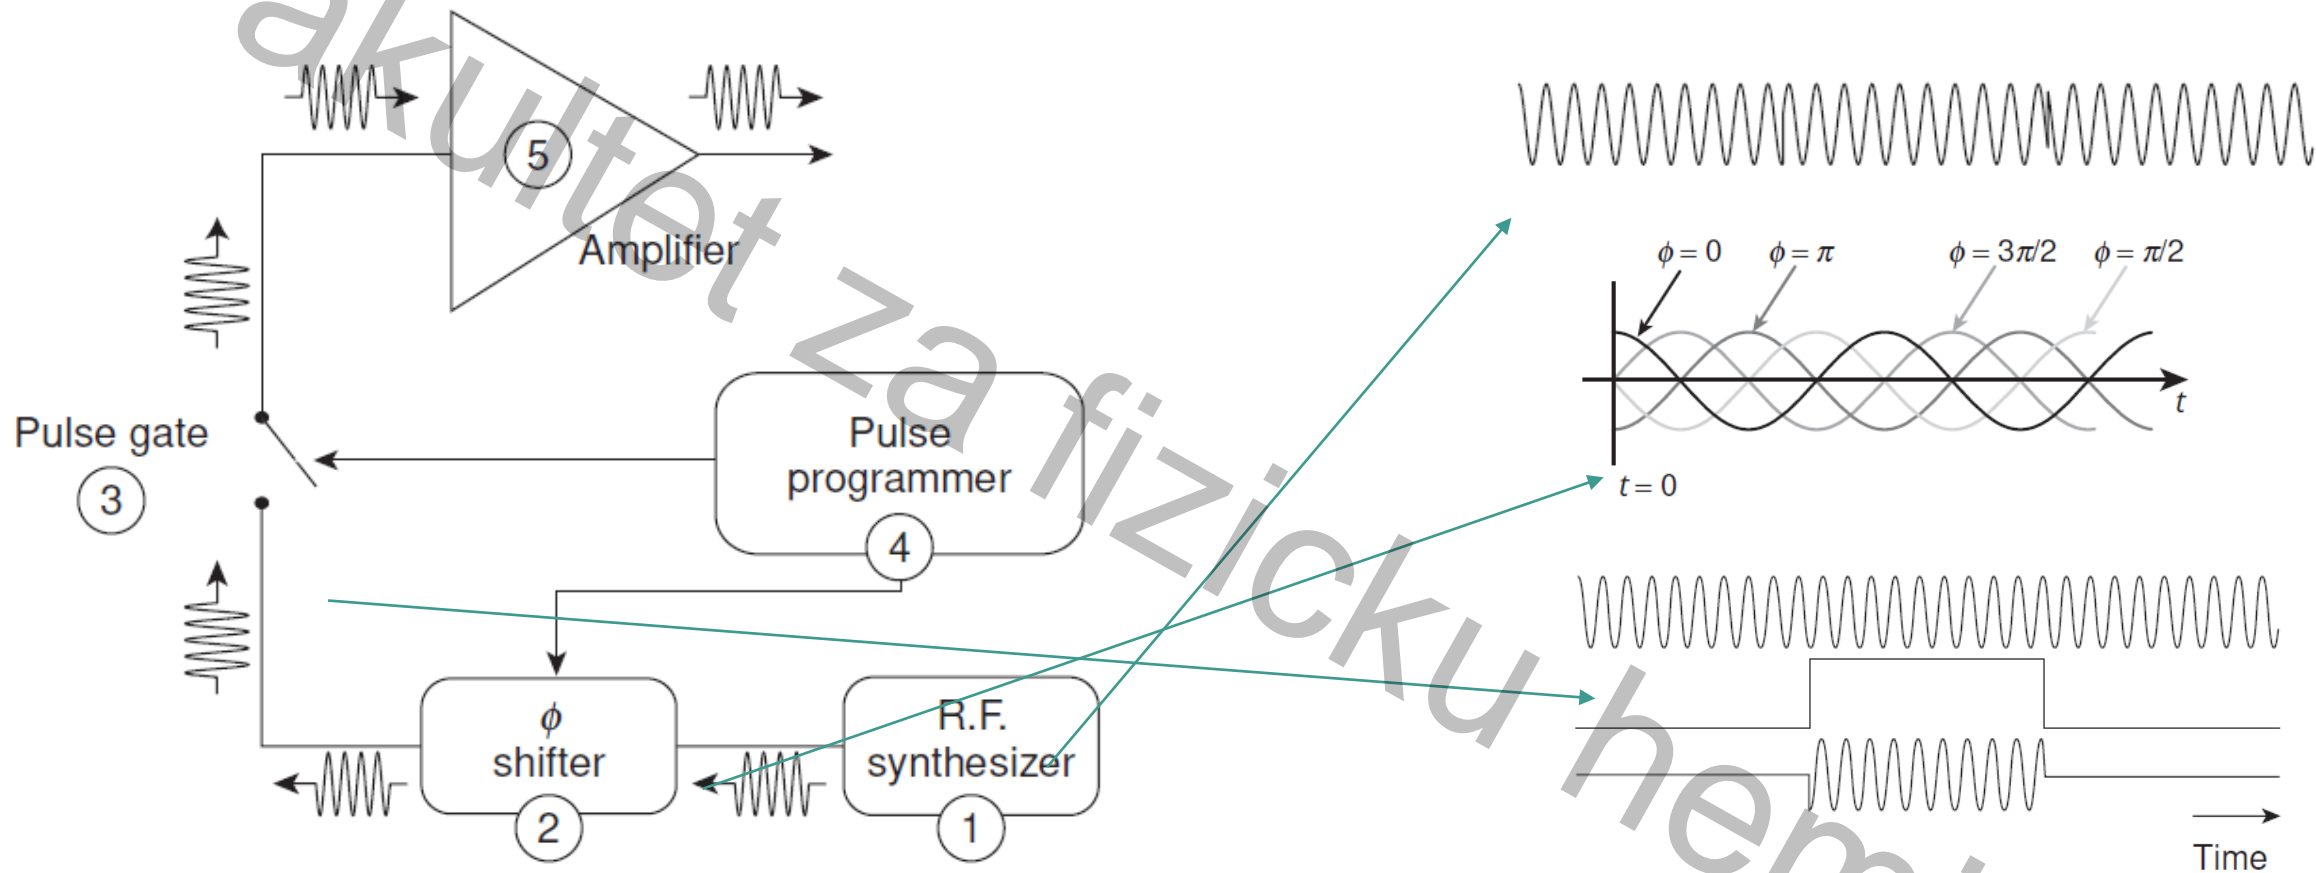 5
Amplifier
Pulse gate
3
Pulse
programmer
4
ϕ
shifter
2
R.F.
synthesizer
1
ϕ = 0
ϕ = π
ϕ = 3π/2
ϕ = π/2
t
t = 0
Time
akultet za fizicku hemi